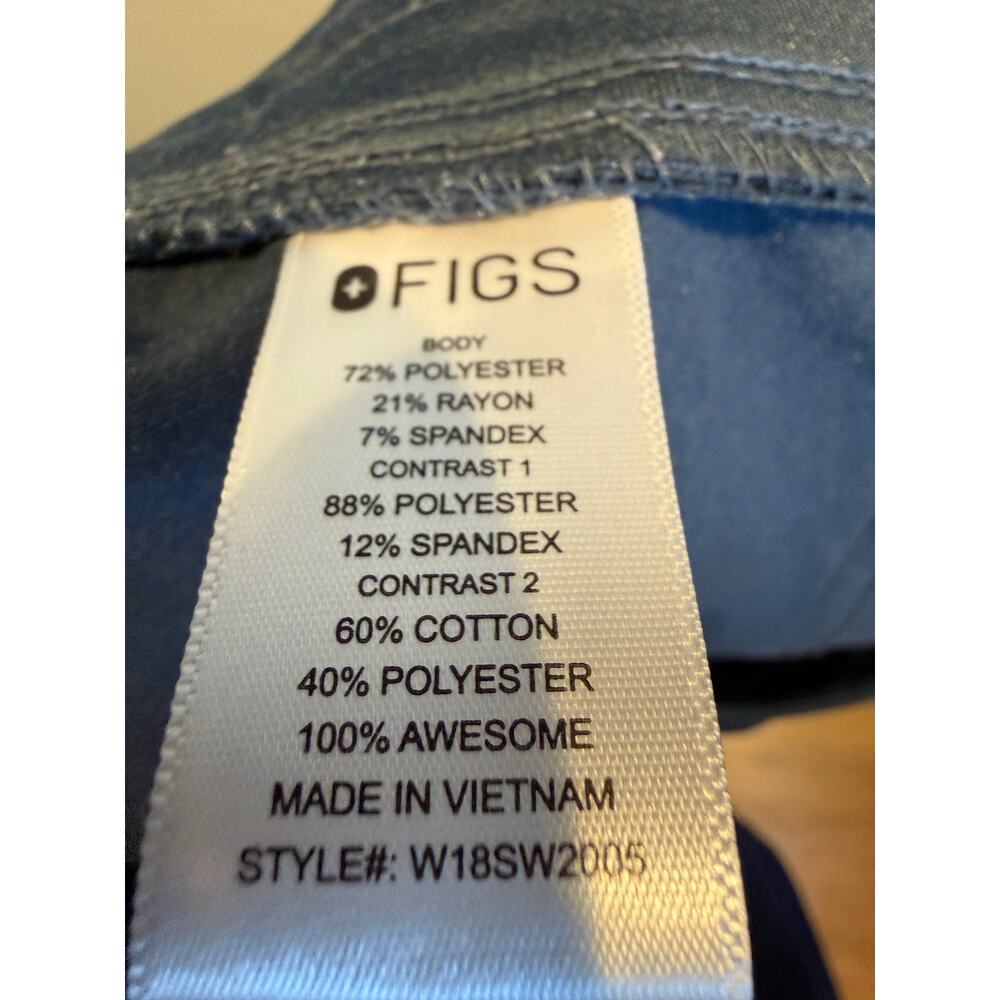 FIGS
BODY
72% POLYESTER
21% RAYON
7% SPANDEX
CONTRAST 1
88% POLYESTER
12% SPANDEX
CONTRAST 2
60% COTTON
40% POLYESTER
100% AWESOME
MADE IN VIETNAM
STYLE#: W18SW2005